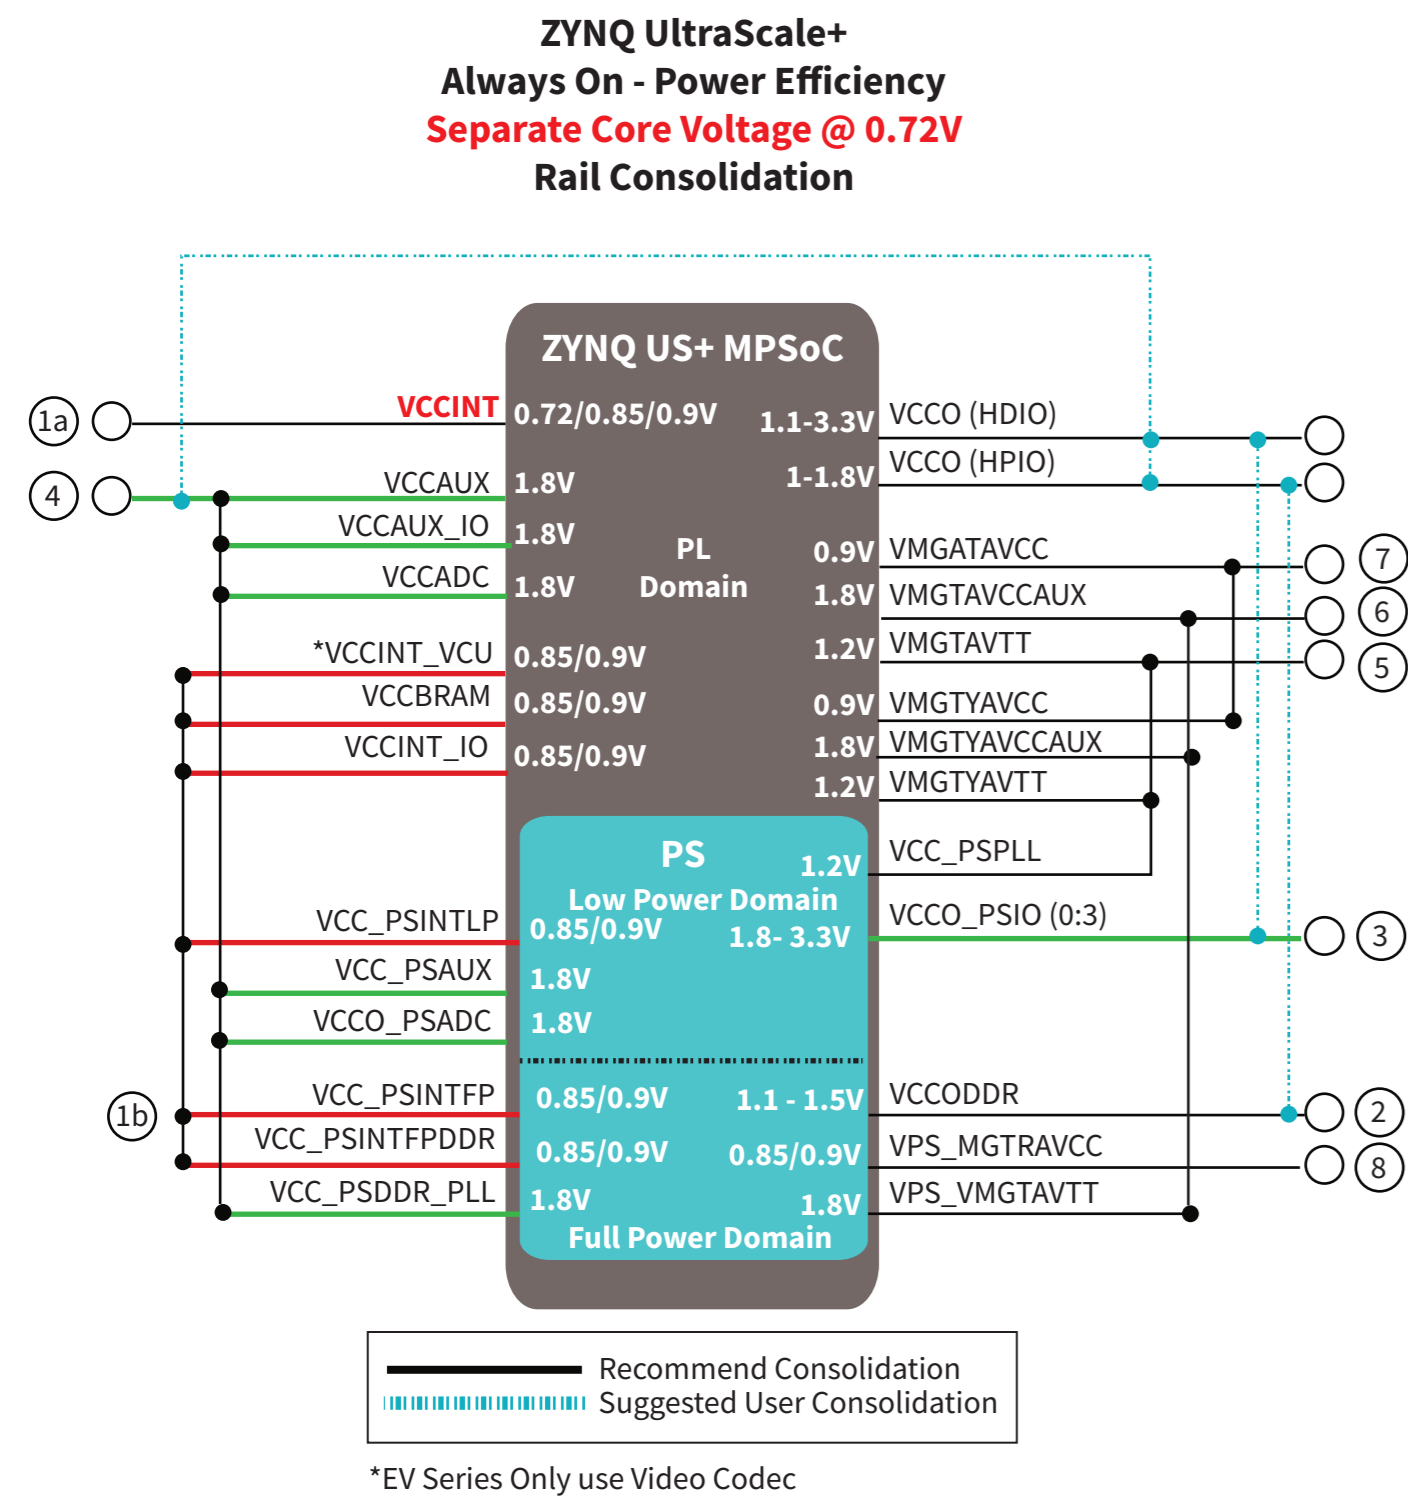 ZYNQ UltraScale+
Always On - Power Efficiency
Separate Core Voltage @ 0.72V
Rail Consolidation
ZYNQ US+ MPSoC
1a
VCCINT
0.72/0.85/0.9V
1.1-3.3V
VCCO (HDIO)
4
VCCAUX
1.8V
1-1.8V
VCCO (HPIO)
VCCAUX_IO
1.8V
PL
Domain
0.9V
VMGATAVCC
7
VCCADC
1.8V
1.8V
VMGTAVCCAUX
6
*VCCINT_VCU
0.85/0.9V
1.2V
VMGTAVTT
5
VCCBRAM
0.85/0.9V
0.9V
VMGTYAVCC
VCCINT_IO
0.85/0.9V
1.8V
VMGTYAVCCAUX
1.2V
VMGTYAVTT
PS
1.2V
VCC_PSPLL
Low Power Domain
VCC_PSINTLP
0.85/0.9V
1.8- 3.3V
VCCO_PSIO (0:3)
3
VCC_PSAUX
1.8V
VCCO_PSADC
1.8V
1b
VCC_PSINTFP
0.85/0.9V
1.1 - 1.5V
VCCODDR
2
VCC_PSINTFPDDR
0.85/0.9V
0.85/0.9V
VPS_MGTRAVCC
8
VCC_PSDDR_PLL
1.8V
1.8V
VPS_VMGTAVTT
Full Power Domain
Recommend Consolidation
Suggested User Consolidation
*EV Series Only use Video Codec